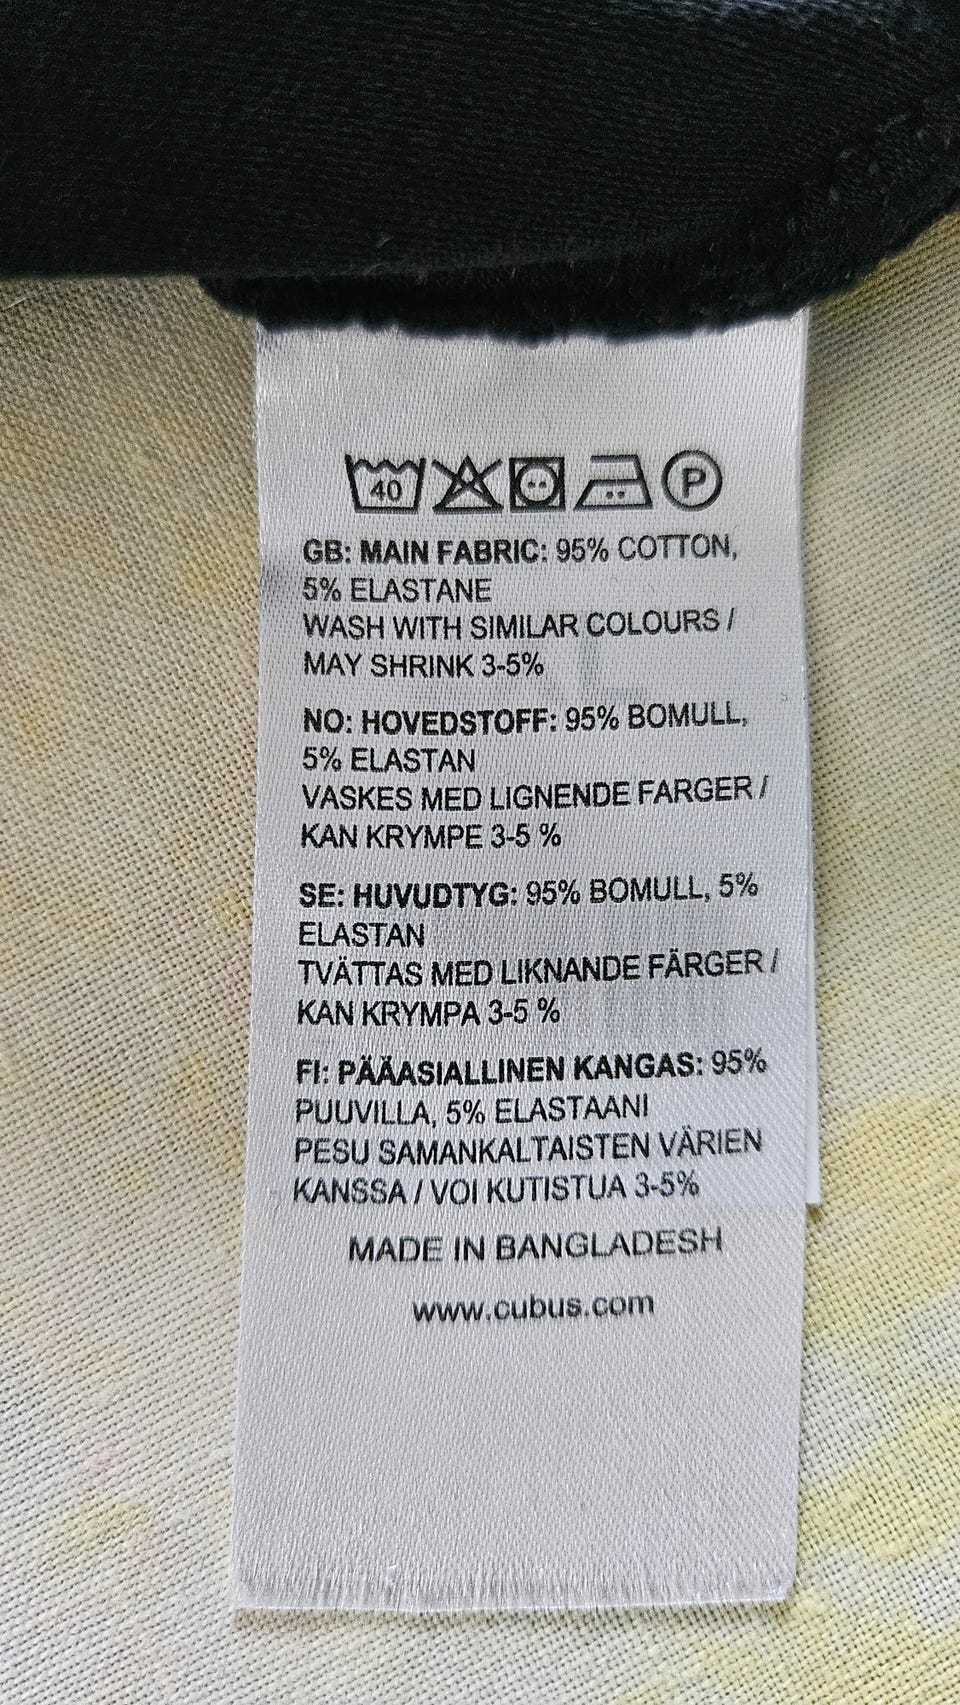 40 P
GB: MAIN FABRIC: 95% COTTON,
5% ELASTANE
WASH WITH SIMILAR COLOURS /
MAY SHRINK 3-5%
NO: HOVEDSTOFF: 95% BOMULL,
5% ELASTAN
VASKES MED LIGNENDE FARGER /
KAN KRYMPE 3-5 %
SE: HUVUDTYG: 95% BOMULL, 5%
ELASTAN
TVÄTTAS MED LIKNANDE FÄRGER /
KAN KRYMPA 3-5 %
FI: PÄÄASIALLINEN KANGAS: 95%
PUUVILLA, 5% ELASTAANI
PESU SAMANKALTAISTEN VÄRIEN
KANSSA / VOI KUTISTUA 3-5%
MADE IN BANGLADESH
www.cubus.com